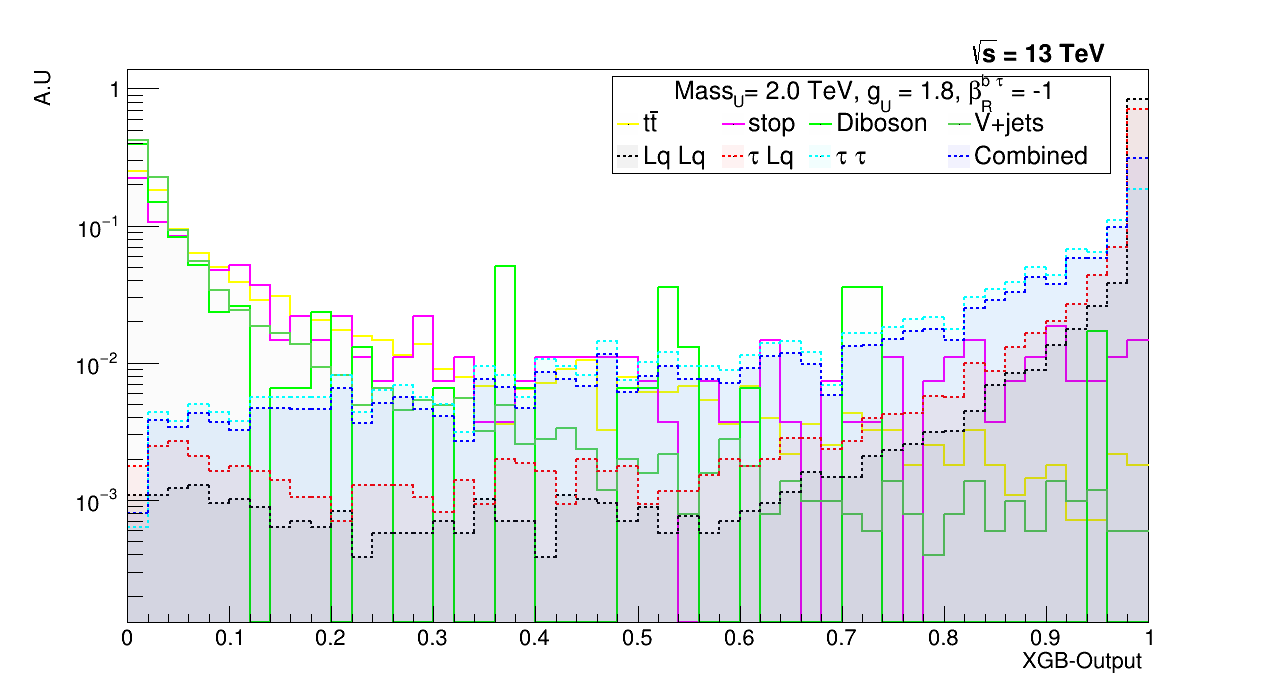 √s = 13 TeV
A.U
Mass_U = 2.0 TeV, g_U = 1.8, β_R^{b τ} = -1
tt̄ stop Diboson V+jets
Lq Lq τ Lq τ τ Combined
1
10⁻¹
10⁻²
10⁻³
0 0.1 0.2 0.3 0.4 0.5 0.6 0.7 0.8 0.9 1
XGB-Output